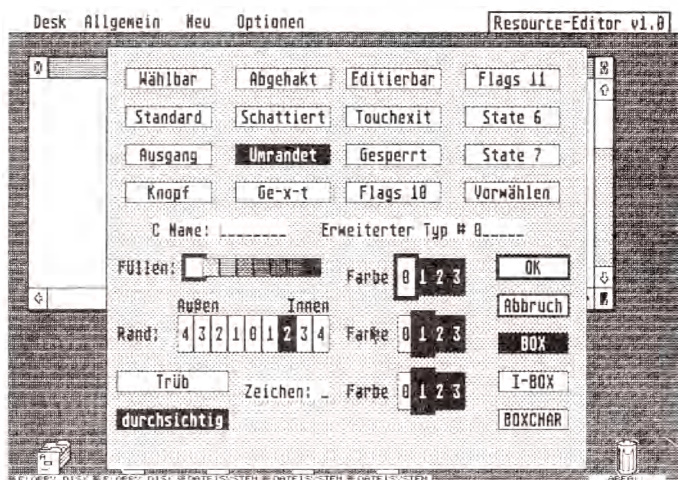 Desk Allgemein Neu Optionen Resource-Editor v1.0
Wählbar Abgehakt Editierbar Flags 11
Standard Schattiert Touchexit State 6
Ausgang Umrandet Gesperrt State 7
Knopf Ge-x-t Flags 10 Vorwählen
C Name: ________ Erweiterter Typ # 0_____
Füllen: Farbe 0 1 2 3 OK
Außen Innen Abbruch
Rand: 4 3 2 1 0 1 2 3 4 Farbe 0 1 2 3 BOX
Trüb Zeichen: _ Farbe 0 1 2 3 I-BOX
durchsichtig BOXCHAR